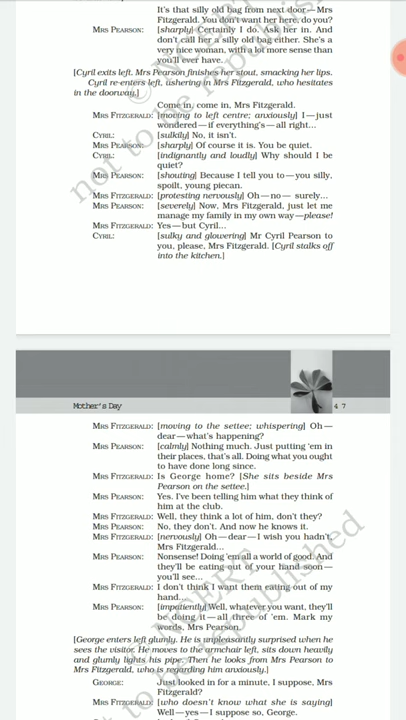 It's that silly old bag from next door—Mrs
Fitzgerald. You don't want her here, do you?
MRS PEARSON: [sharply] Certainly I do. Ask her in. And
don't call her a silly old bag either. She's a
very nice woman, with a lot more sense than
you'll ever have.
[Cyril exits left. Mrs Pearson finishes her stout, smacking her lips.
Cyril re-enters left, ushering in Mrs Fitzgerald, who hesitates
in the doorway.]
Come in, come in, Mrs Fitzgerald.
MRS FITZGERALD: [moving to left centre; anxiously] I—just
wondered—if everything's—all right...
CYRIL: [sulkily] No, it isn't.
MRS PEARSON: [sharply] Of course it is. You be quiet.
CYRIL: [indignantly and loudly] Why should I be
quiet?
MRS PEARSON: [shouting] Because I tell you to—you silly,
spoilt, young piecan.
MRS FITZGERALD: [protesting nervously] Oh—no— surely...
MRS PEARSON: [severely] Now, Mrs Fitzgerald, just let me
manage my family in my own way—please!
MRS FITZGERALD: Yes—but Cyril...
CYRIL: [sulky and glowering] Mr Cyril Pearson to
you, please, Mrs Fitzgerald. [Cyril stalks off
into the kitchen.]
Mother's Day 47
MRS FITZGERALD: [moving to the settee; whispering] Oh—
dear—what's happening?
MRS PEARSON: [calmly] Nothing much. Just putting 'em in
their places, that's all. Doing what you ought
to have done long since.
MRS FITZGERALD: Is George home? [She sits beside Mrs
Pearson on the settee.]
MRS PEARSON: Yes. I've been telling him what they think of
him at the club.
MRS FITZGERALD: Well, they think a lot of him, don't they?
MRS PEARSON: No, they don't. And now he knows it.
MRS FITZGERALD: [nervously] Oh—dear—I wish you hadn't,
Mrs Fitzgerald...
MRS PEARSON: Nonsense! Doing 'em all a world of good. And
they'll be eating out of your hand soon—
you'll see...
MRS FITZGERALD: I don't think I want them eating out of my
hand...
MRS PEARSON: [impatiently] Well, whatever you want, they'll
be doing it—all three of 'em. Mark my
words, Mrs Pearson.
[George enters left glumly. He is unpleasantly surprised when he
sees the visitor. He moves to the armchair left, sits down heavily
and glumly lights his pipe. Then he looks from Mrs Pearson to
Mrs Fitzgerald, who is regarding him anxiously.]
GEORGE: Just looked in for a minute, I suppose, Mrs
Fitzgerald?
MRS FITZGERALD: [who doesn't know what she is saying]
Well—yes—I suppose so, George.
© NCERT
not to be republished
© NCERT
not to be republished